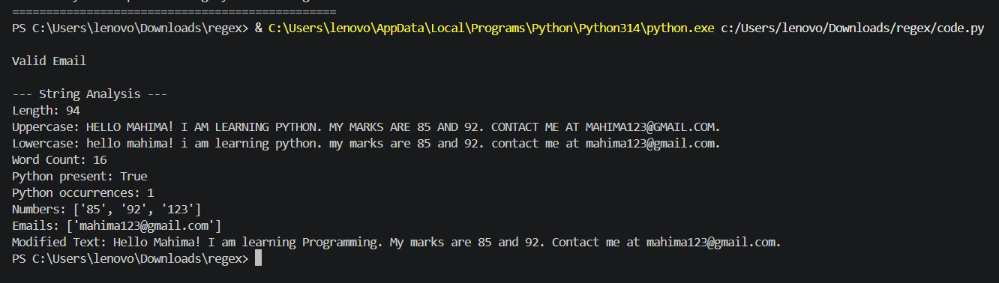 ================================================
PS C:\Users\lenovo\Downloads\regex> & C:\Users\lenovo\AppData\Local\Programs\Python\Python314\python.exe c:/Users/lenovo/Downloads/regex/code.py
Valid Email
--- String Analysis ---
Length: 94
Uppercase: HELLO MAHIMA! I AM LEARNING PYTHON. MY MARKS ARE 85 AND 92. CONTACT ME AT MAHIMA123@GMAIL.COM.
Lowercase: hello mahima! i am learning python. my marks are 85 and 92. contact me at mahima123@gmail.com.
Word Count: 16
Python present: True
Python occurrences: 1
Numbers: ['85', '92', '123']
Emails: ['mahima123@gmail.com']
Modified Text: Hello Mahima! I am learning Programming. My marks are 85 and 92. Contact me at mahima123@gmail.com.
PS C:\Users\lenovo\Downloads\regex>